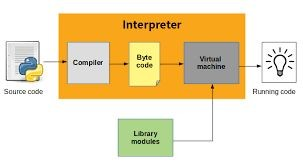 Interpreter
Compiler
Byte
code
Virtual
machine
Source code
Running code
Library
modules